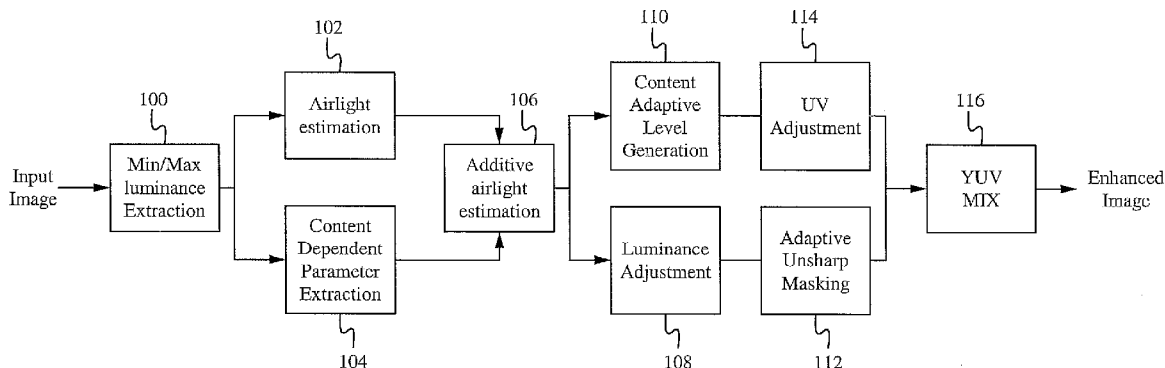 Input
Image
100
Min/Max
luminance
Extraction
102
Airlight
estimation
Content
Dependent
Parameter
Extraction
104
106
Additive
airlight
estimation
110
Content
Adaptive
Level
Generation
114
UV
Adjustment
Luminance
Adjustment
108
Adaptive
Unsharp
Masking
112
116
YUV
MIX
Enhanced
Image